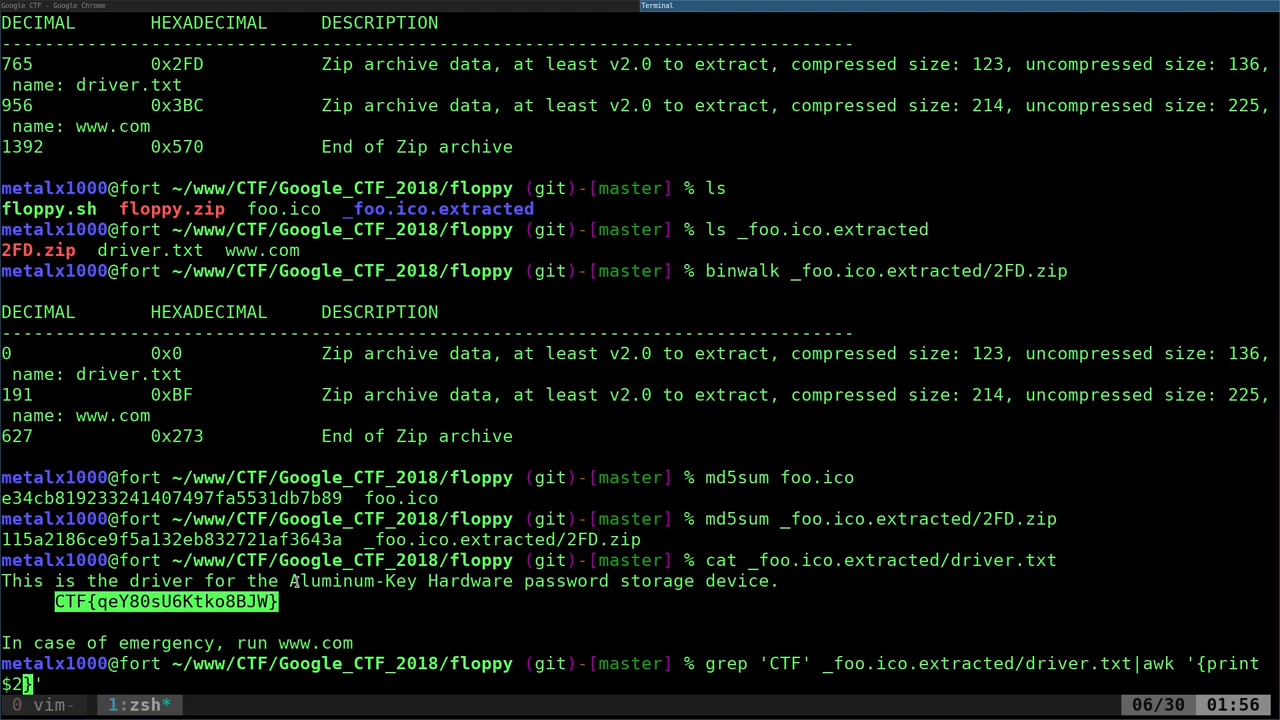 Google CTF - Google Chrome Terminal
DECIMAL       HEXADECIMAL     DESCRIPTION
--------------------------------------------------------------------------------
765           0x2FD           Zip archive data, at least v2.0 to extract, compressed size: 123, uncompressed size: 136,
 name: driver.txt
956           0x3BC           Zip archive data, at least v2.0 to extract, compressed size: 214, uncompressed size: 225,
 name: www.com
1392          0x570           End of Zip archive
metalx1000@fort ~/www/CTF/Google_CTF_2018/floppy (git)-[master] % ls
floppy.sh  floppy.zip  foo.ico  _foo.ico.extracted
metalx1000@fort ~/www/CTF/Google_CTF_2018/floppy (git)-[master] % ls _foo.ico.extracted
2FD.zip  driver.txt  www.com
metalx1000@fort ~/www/CTF/Google_CTF_2018/floppy (git)-[master] % binwalk _foo.ico.extracted/2FD.zip
DECIMAL       HEXADECIMAL     DESCRIPTION
--------------------------------------------------------------------------------
0             0x0             Zip archive data, at least v2.0 to extract, compressed size: 123, uncompressed size: 136,
 name: driver.txt
191           0xBF            Zip archive data, at least v2.0 to extract, compressed size: 214, uncompressed size: 225,
 name: www.com
627           0x273           End of Zip archive
metalx1000@fort ~/www/CTF/Google_CTF_2018/floppy (git)-[master] % md5sum foo.ico
e34cb819233241407497fa5531db7b89  foo.ico
metalx1000@fort ~/www/CTF/Google_CTF_2018/floppy (git)-[master] % md5sum _foo.ico.extracted/2FD.zip
115a2186ce9f5a132eb832721af3643a  _foo.ico.extracted/2FD.zip
metalx1000@fort ~/www/CTF/Google_CTF_2018/floppy (git)-[master] % cat _foo.ico.extracted/driver.txt
This is the driver for the Aluminum-Key Hardware password storage device.
     CTF{qeY80sU6Ktko8BJW}
In case of emergency, run www.com
metalx1000@fort ~/www/CTF/Google_CTF_2018/floppy (git)-[master] % grep 'CTF' _foo.ico.extracted/driver.txt|awk '{print
$2}'
0 vim-  1:zsh*  06/30  01:56